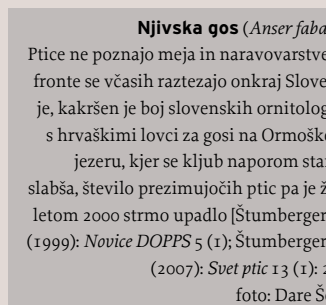 Njivska gos (Anser faba
Ptice ne poznajo meja in naravovarstve
fronte se včasih raztezajo onkraj Slove
je, kakršen je boj slovenskih ornitolog
s hrvaškimi lovci za gosi na Ormošk
jezeru, kjer se kljub naporom sta
slabša, število prezimujočih ptic pa je ž
letom 2000 strmo upadlo [Štumberger
(1999): Novice DOPPS 5 (1); Štumberger
(2007): Svet ptic 13 (1): 2
foto: Dare Š